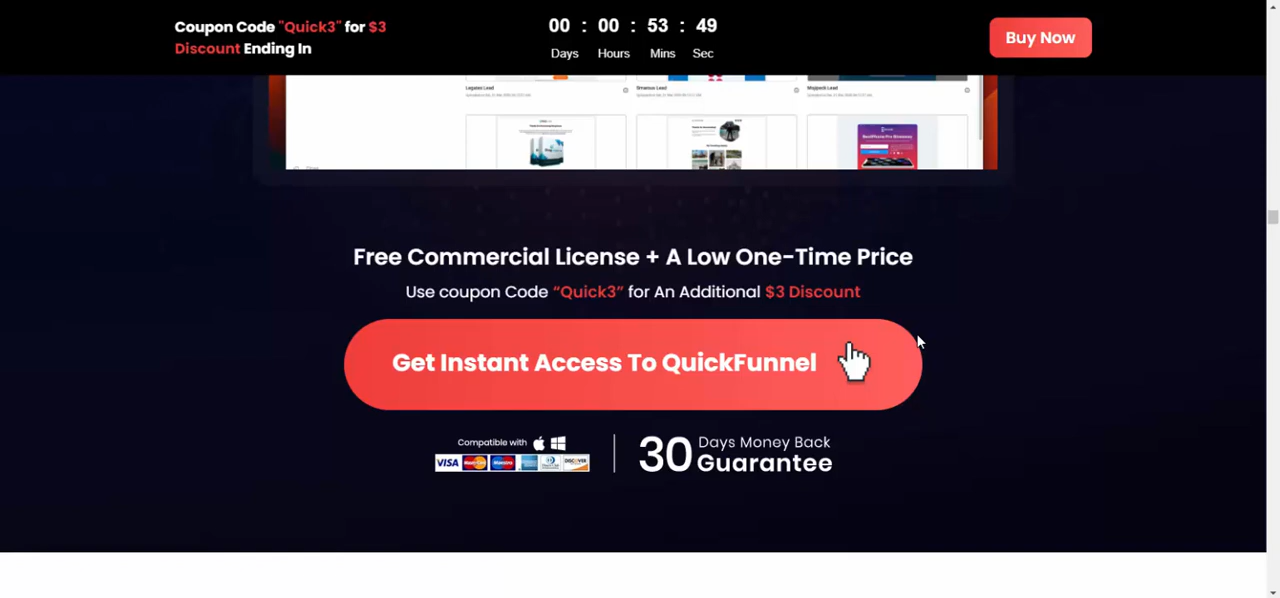 Coupon Code "Quick3" for $3
Discount Ending In
00 : 00 : 53 : 49
Days Hours Mins Sec
Buy Now
Legates Lead
Free Commercial License + A Low One-Time Price
Use coupon Code “Quick3” for An Additional $3 Discount
Get Instant Access To QuickFunnel
Compatible with
VISA
30 Days Money Back
Guarantee